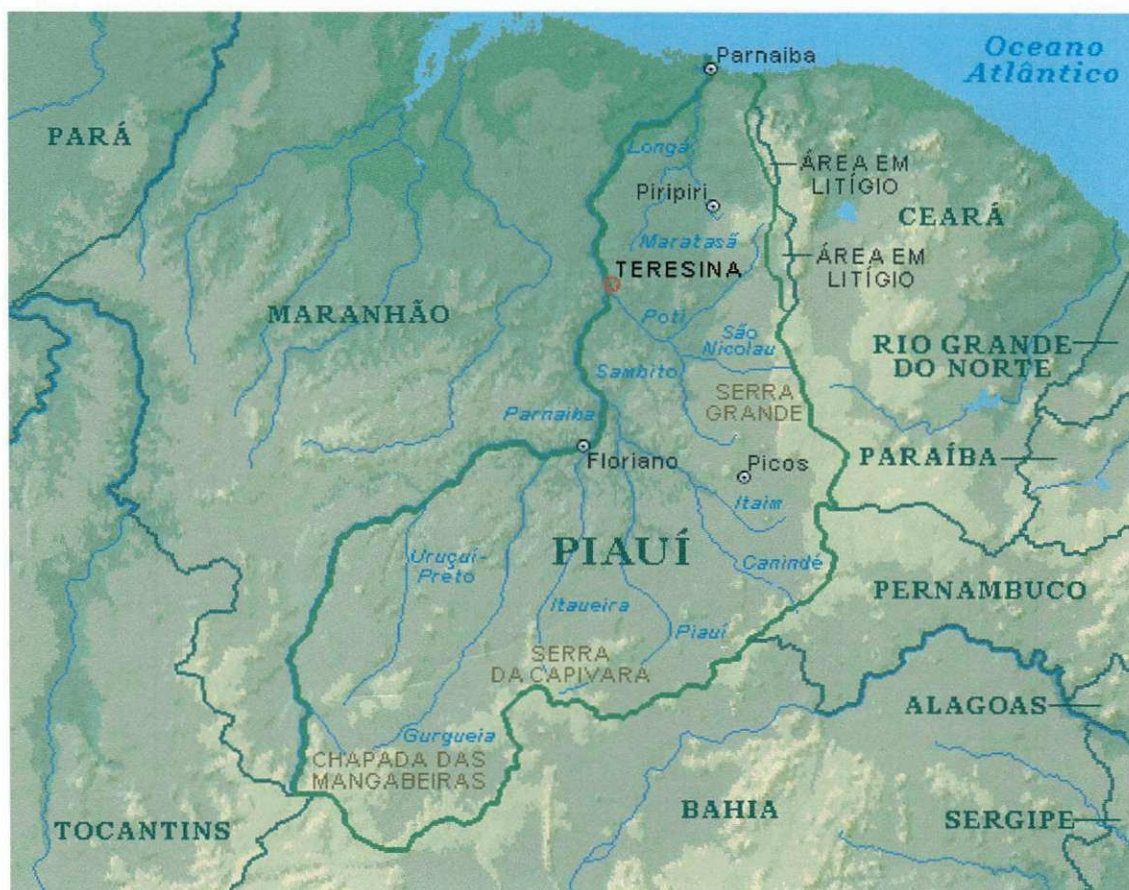 Oceano
Atlântico
Parnaiba
PARÁ
Longá
ÁREA EM
LITÍGIO
Piripiri
CEARÁ
Maratasã
ÁREA EM
LITÍGIO
TERESINA
MARANHÃO
Poti
São
Nicolau
RIO GRANDE
DO NORTE
Sambito
SERRA
GRANDE
Parnaiba
Floriano
Picos
PARAÍBA
Itaim
PIAUÍ
Uruçuí-
Preto
Canindé
PERNAMBUCO
Itaueira
Piauí
SERRA
DA CAPIVARA
ALAGOAS
Gurgueia
CHAPADA DAS
MANGABEIRAS
BAHIA
TOCANTINS
SERGIPE